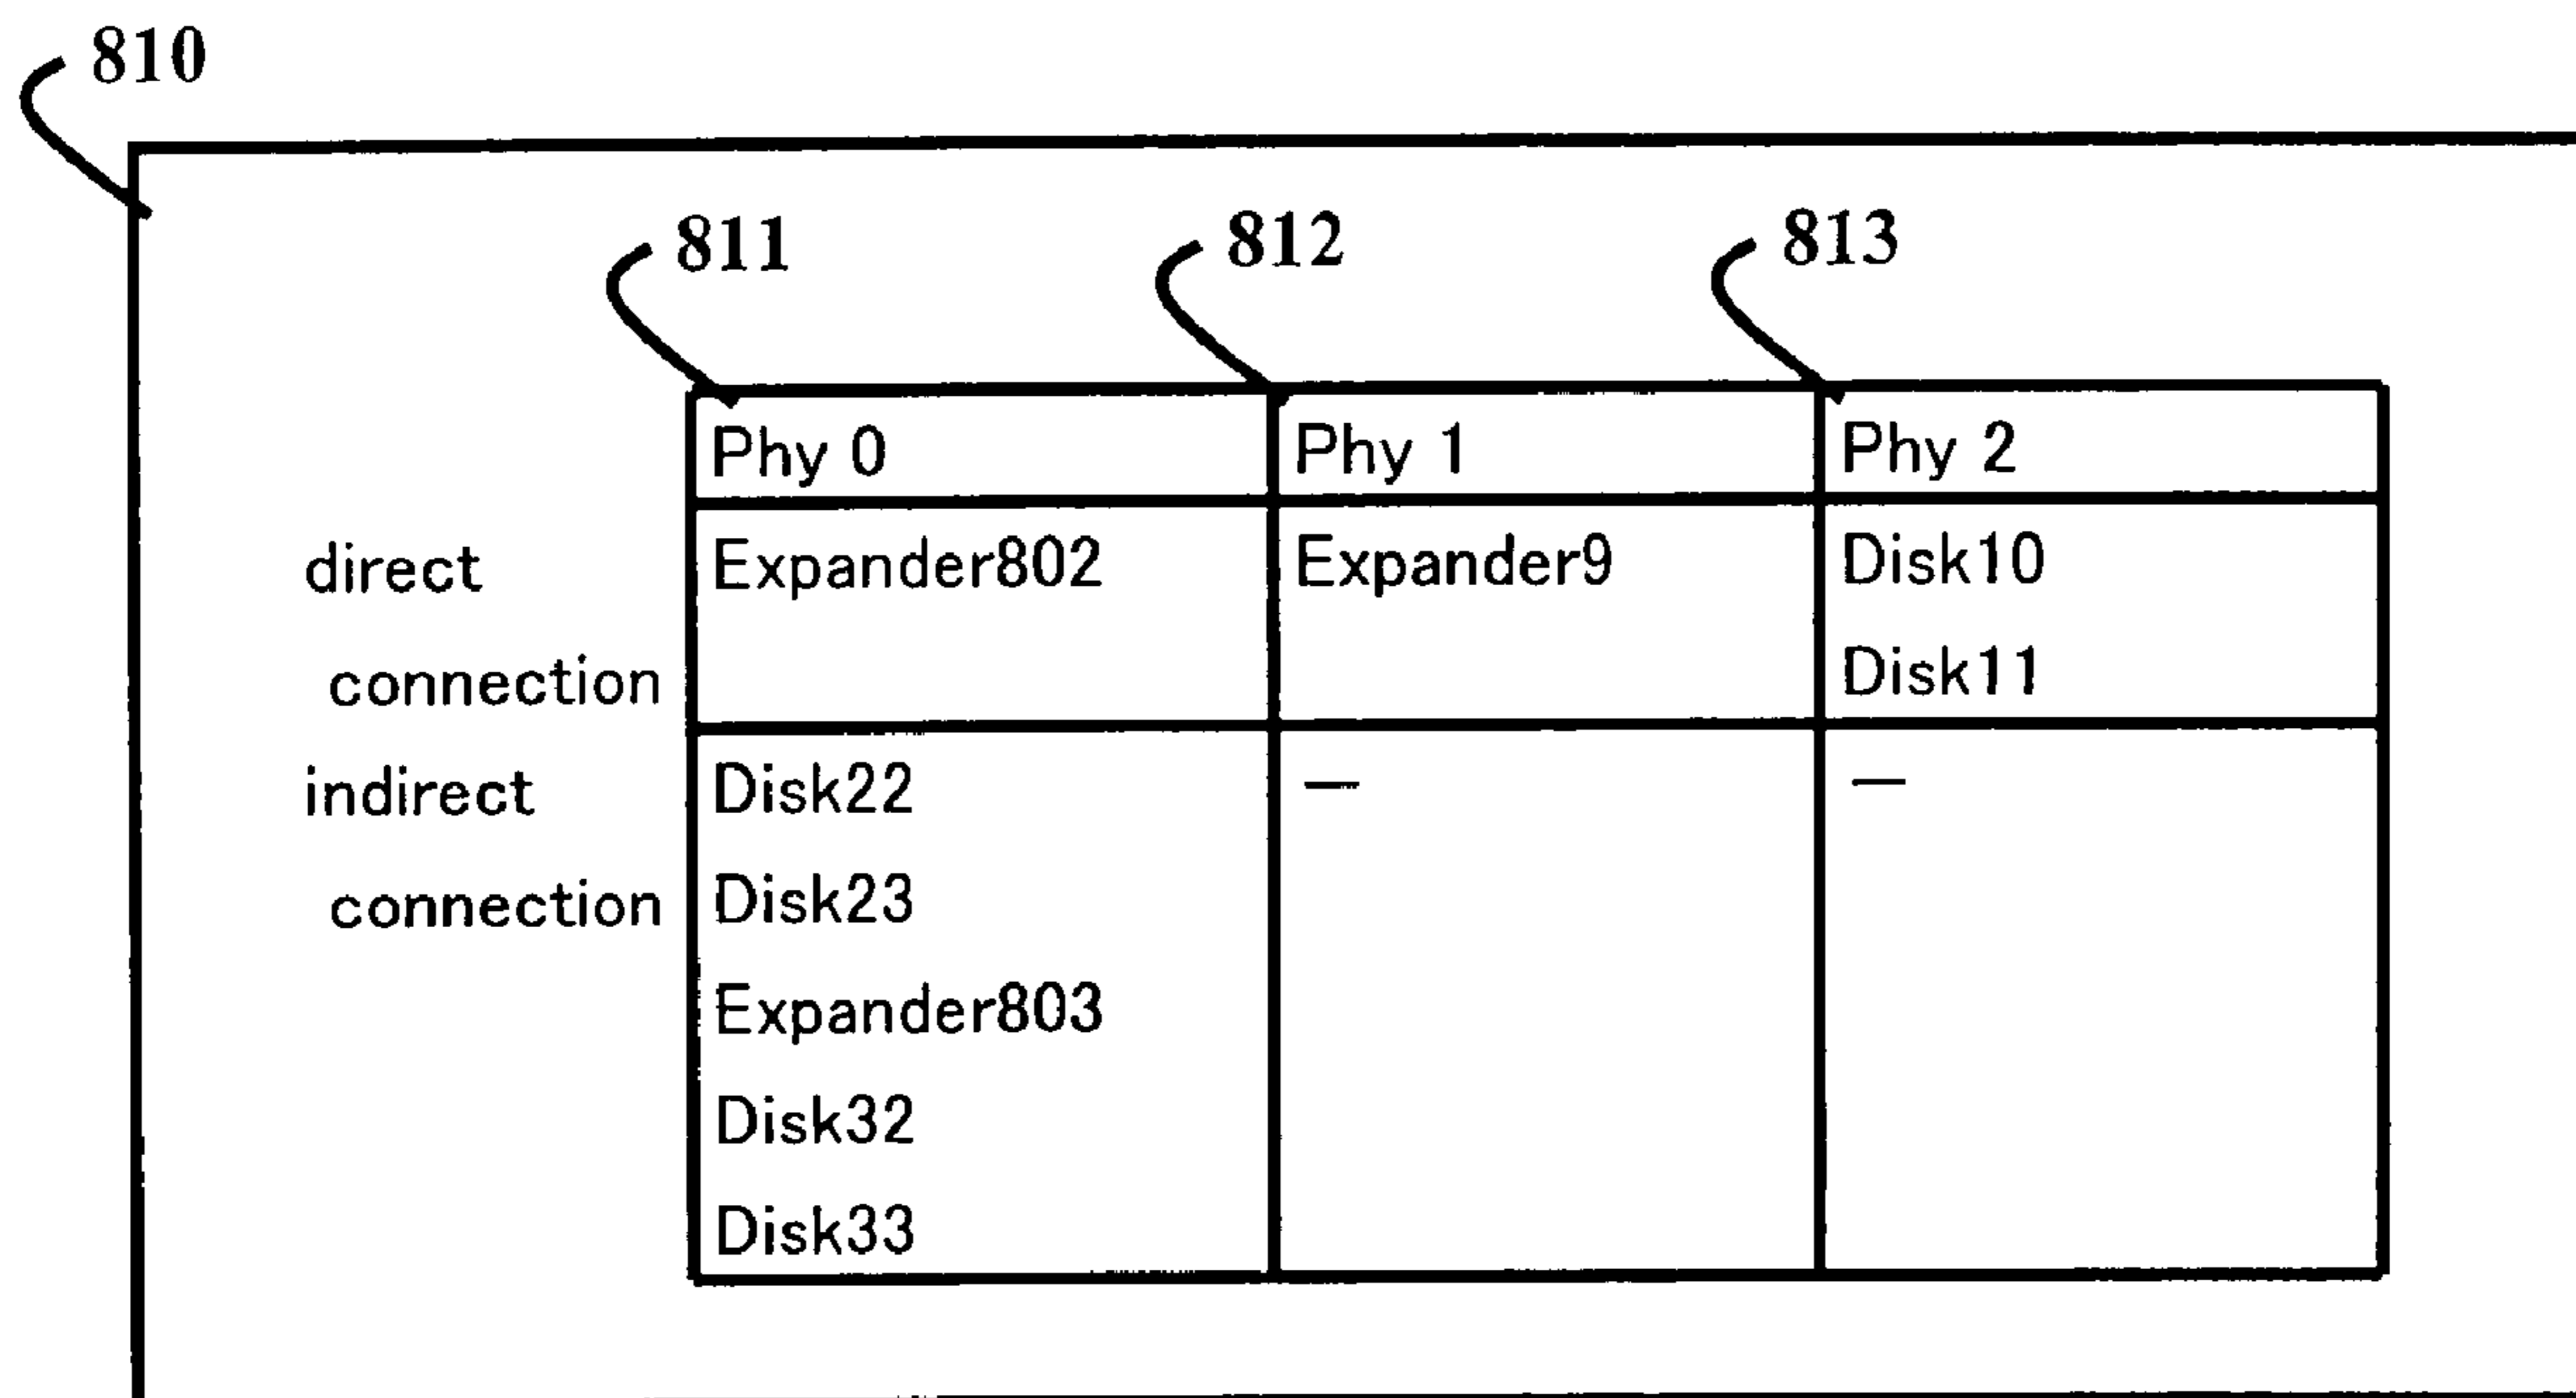 810
811 812 813
Phy 0 Phy 1 Phy 2
direct Expander802 Expander9 Disk10
connection Disk11
indirect Disk22 — —
connection Disk23
Expander803
Disk32
Disk33